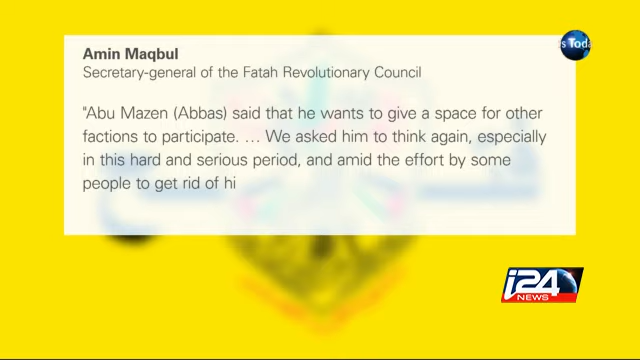 s Today
Amin Maqbul
Secretary-general of the Fatah Revolutionary Council
"Abu Mazen (Abbas) said that he wants to give a space for other
factions to participate. … We asked him to think again, especially
in this hard and serious period, and amid the effort by some
people to get rid of hi
i24
NEWS